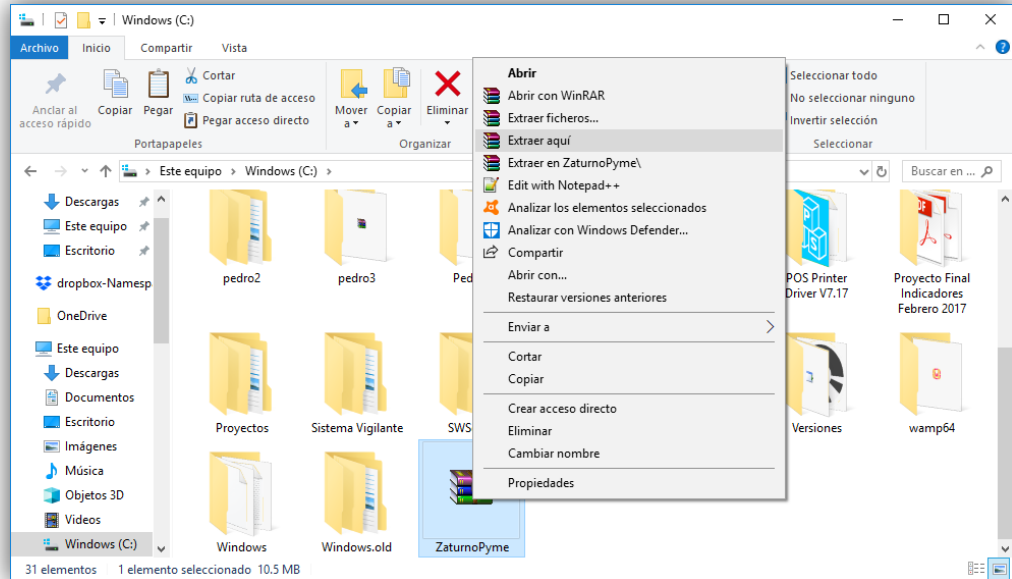 Windows (C:)
Archivo Inicio Compartir Vista
Anclar al
acceso rápido
Copiar
Pegar
Cortar
Copiar ruta de acceso
Pegar acceso directo
Portapapeles
Mover
a
Copiar
a
Eliminar
Organizar
Seleccionar todo
No seleccionar ninguno
Invertir selección
Seleccionar
Este equipo > Windows (C:) >
Buscar en ...
Descargas
Este equipo
Escritorio
dropbox-Namesp
OneDrive
Este equipo
Descargas
Documentos
Escritorio
Imágenes
Música
Objetos 3D
Videos
Windows (C:)
pedro2
pedro3
Ped
POS Printer
Driver V7.17
Proyecto Final
Indicadores
Febrero 2017
Proyectos
Sistema Vigilante
SWS
Versiones
wamp64
Windows
Windows.old
ZaturnoPyme
Abrir
Abrir con WinRAR
Extraer ficheros...
Extraer aquí
Extraer en ZaturnoPyme\
Edit with Notepad++
Analizar los elementos seleccionados
Analizar con Windows Defender...
Compartir
Abrir con...
Restaurar versiones anteriores
Enviar a
Cortar
Copiar
Crear acceso directo
Eliminar
Cambiar nombre
Propiedades
31 elementos 1 elemento seleccionado 10.5 MB